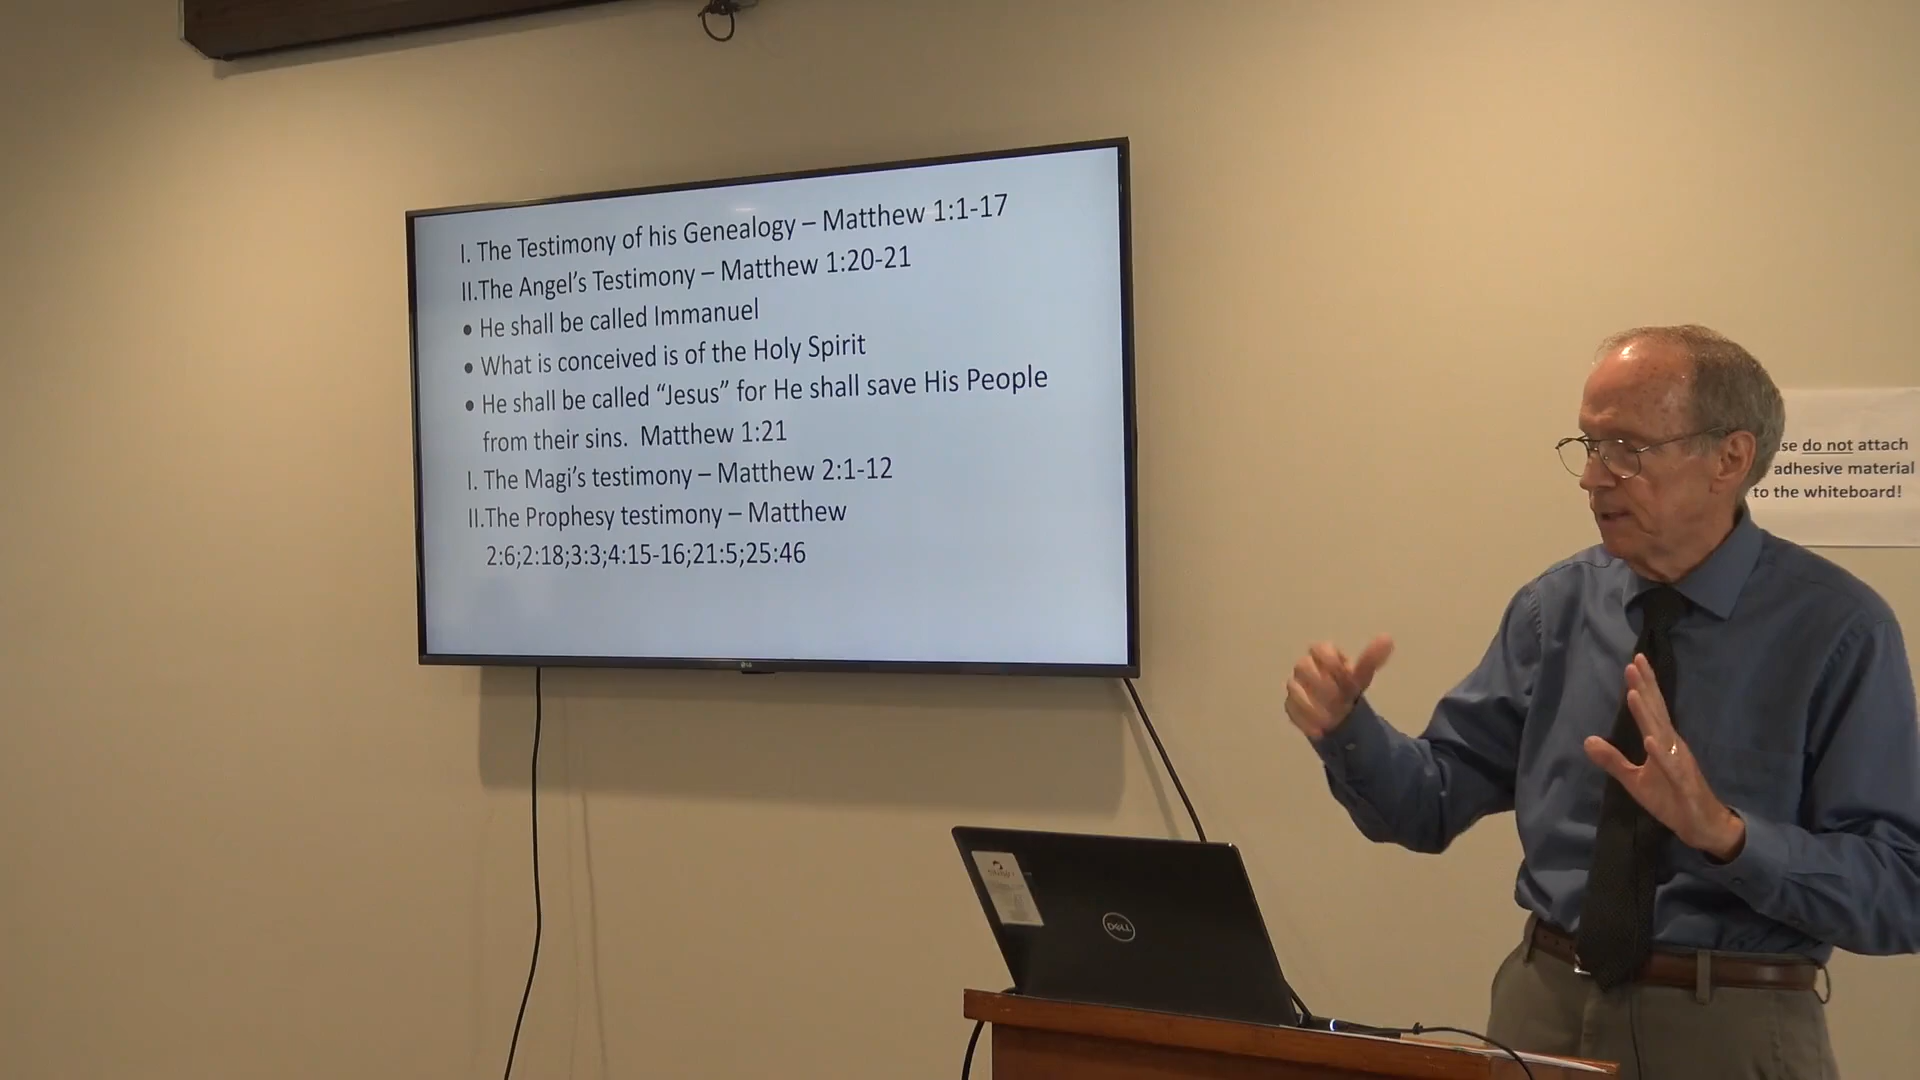 I. The Testimony of his Genealogy – Matthew 1:1-17
II.The Angel's Testimony – Matthew 1:20-21
• He shall be called Immanuel
• What is conceived is of the Holy Spirit
• He shall be called “Jesus” for He shall save His People
from their sins.  Matthew 1:21
I. The Magi's testimony – Matthew 2:1-12
II.The Prophesy testimony – Matthew
2:6;2:18;3:3;4:15-16;21:5;25:46
LG
DELL
do not attach
adhesive material
to the whiteboard!